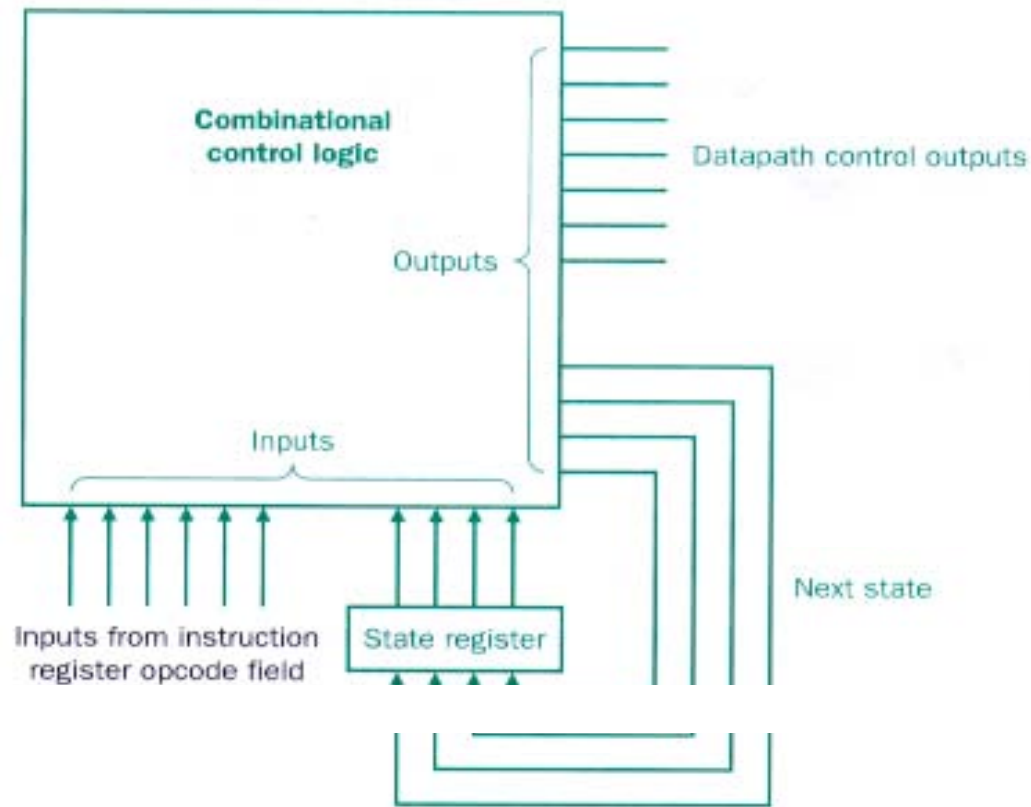 Combinational
control logic
Datapath control outputs
Outputs
Inputs
Next state
Inputs from instruction
register opcode field
State register